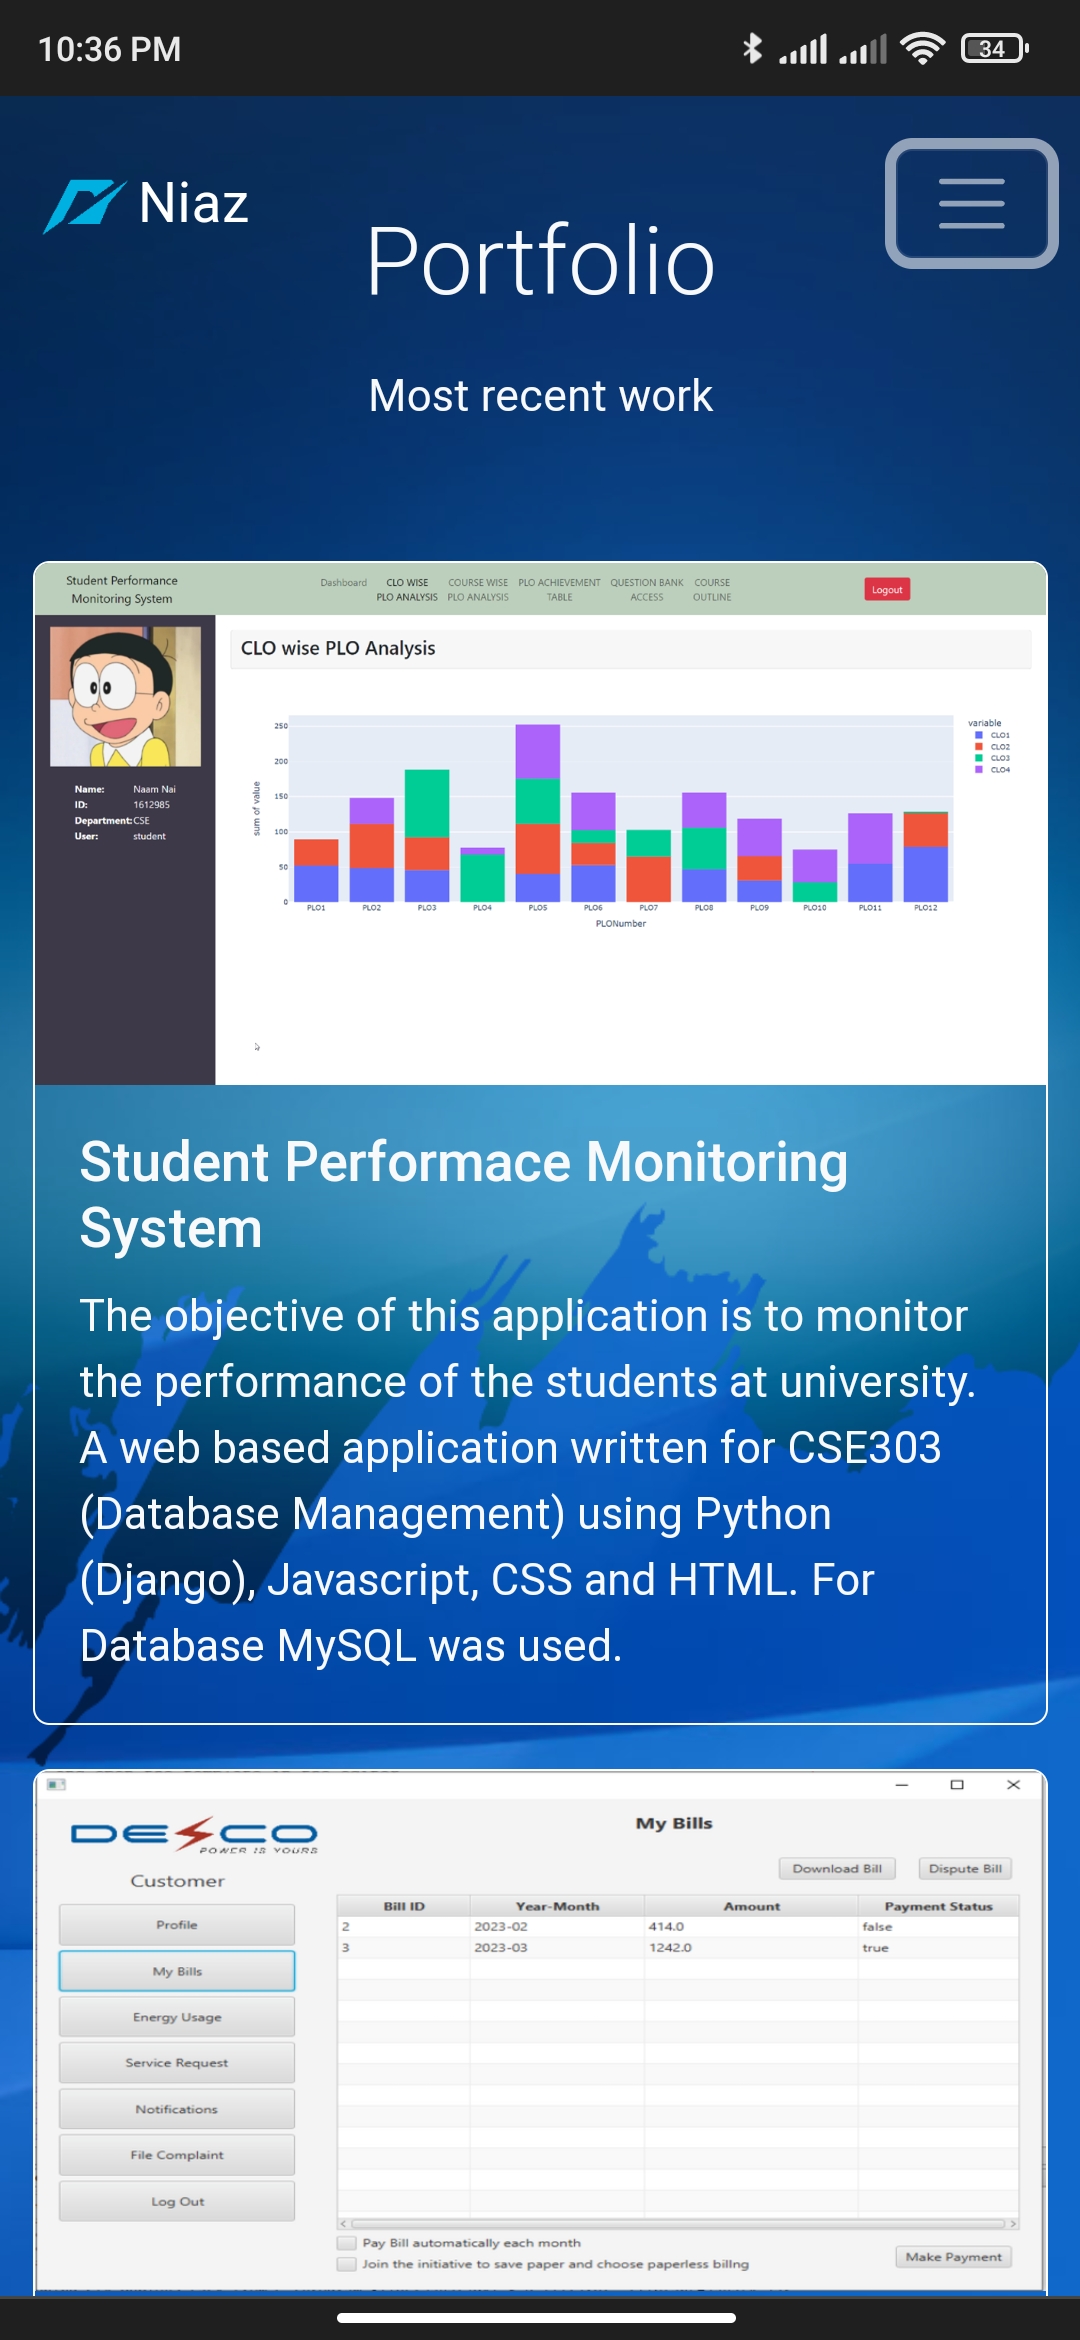 10:36 PM
34
Niaz
Portfolio
Most recent work
Student Performance
Monitoring System
Dashboard
CLO WISE
PLO ANALYSIS
COURSE WISE
PLO ANALYSIS
PLO ACHIEVEMENT
TABLE
QUESTION BANK
ACCESS
COURSE
OUTLINE
Logout
CLO wise PLO Analysis
Name: Naam Nai
ID: 1612985
Department: CSE
User: student
sum of value
250
200
150
100
50
0
PLO1 PLO2 PLO3 PLO4 PLO5 PLO6 PLO7 PLO8 PLO9 PLO10 PLO11 PLO12
PLONumber
variable
CLO1
CLO2
CLO3
CLO4
Student Performace Monitoring
System
The objective of this application is to monitor
the performance of the students at university.
A web based application written for CSE303
(Database Management) using Python
(Django), Javascript, CSS and HTML. For
Database MySQL was used.
DESCO
POWER IS YOURS
Customer
Profile
My Bills
Energy Usage
Service Request
Notifications
File Complaint
Log Out
My Bills
Download Bill
Dispute Bill
Bill ID Year-Month Amount Payment Status
2 2023-02 414.0 false
3 2023-03 1242.0 true
Pay Bill automatically each month
Join the initiative to save paper and choose paperless billng
Make Payment